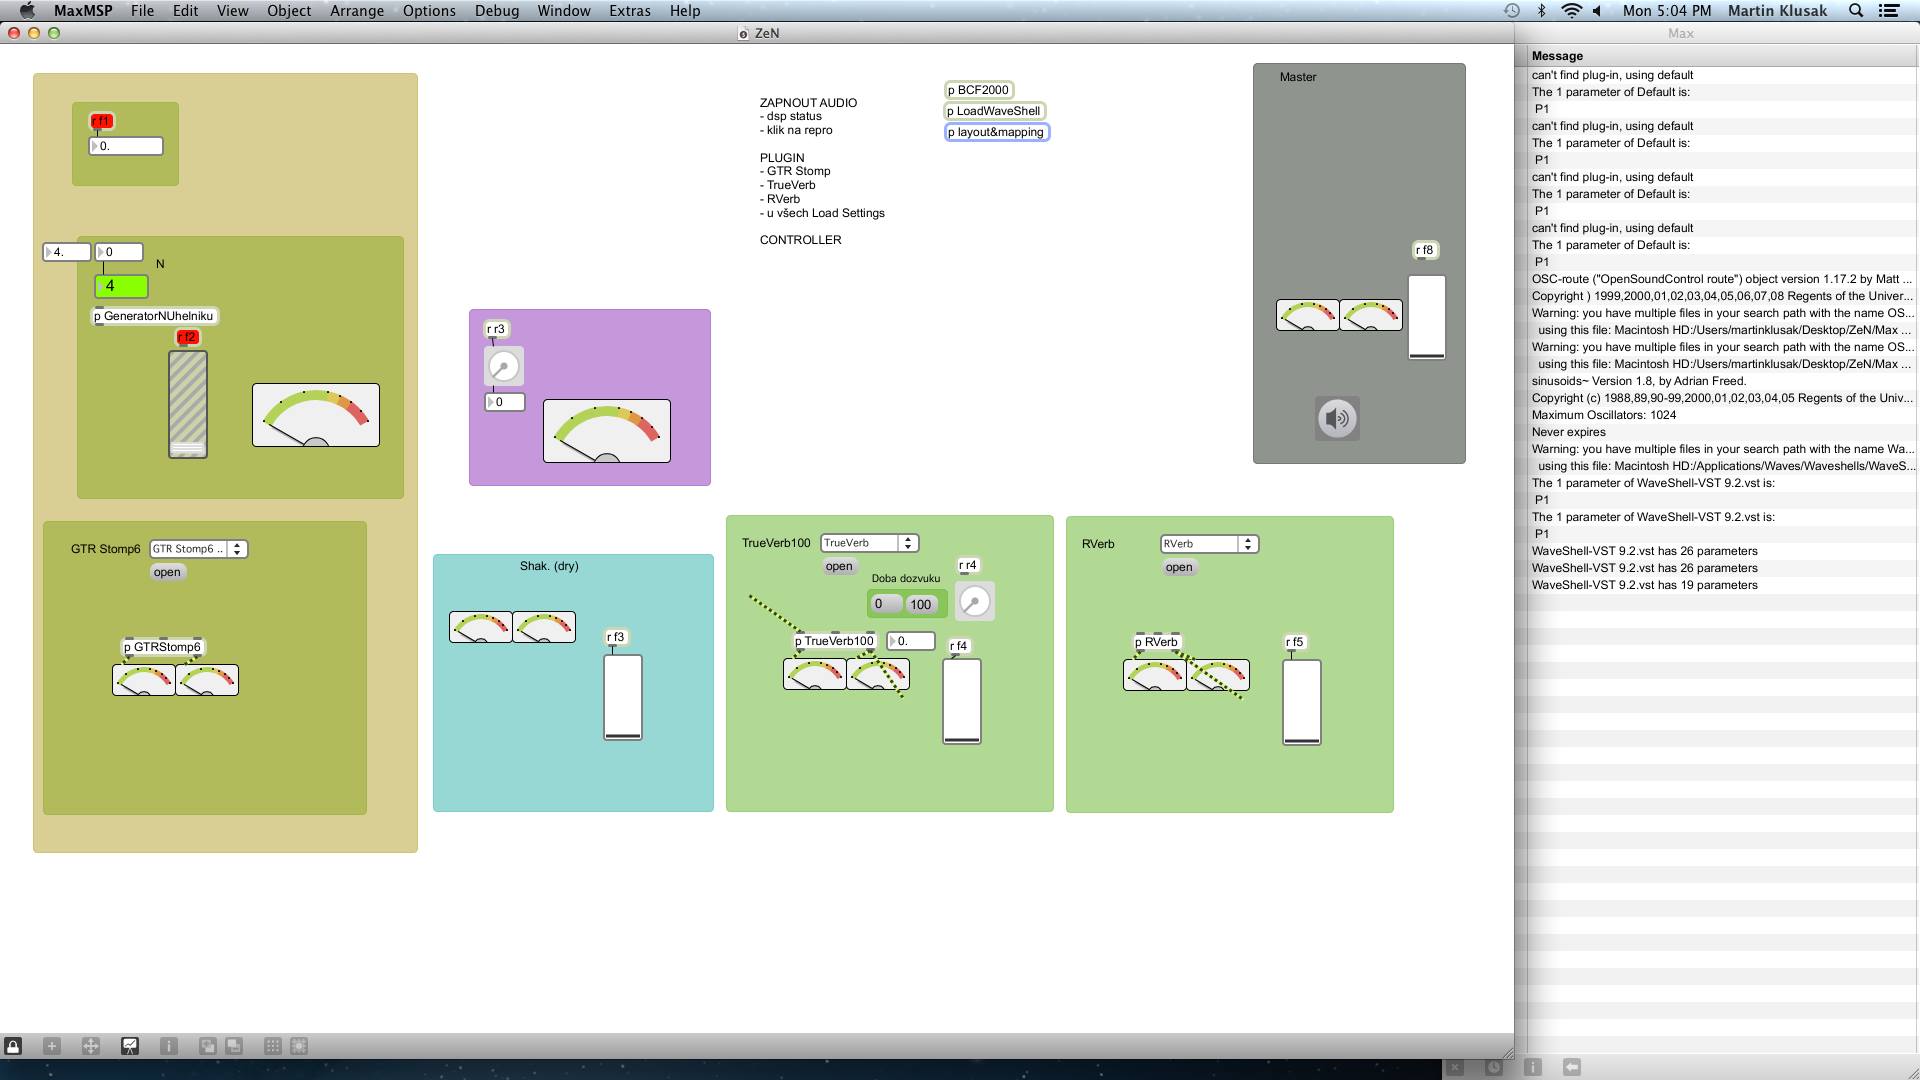 MaxMSP File Edit View Object Arrange Options Debug Window Extras Help
Mon 5:04 PM Martin Klusak
ZeN
Max
r f1
0.
4.
0
N
4
p GeneratorNUhelniku
r f2
GTR Stomp6
GTR Stomp6 ..
open
p GTRStomp6
r r3
0
Shak. (dry)
r f3
ZAPNOUT AUDIO
- dsp status
- klik na repro
PLUGIN
- GTR Stomp
- TrueVerb
- RVerb
- u všech Load Settings
CONTROLLER
p BCF2000
p LoadWaveShell
p layout&mapping
TrueVerb100
TrueVerb
open
r r4
Doba dozvuku
0
100
p TrueVerb100
0.
r f4
RVerb
RVerb
open
p RVerb
r f5
Master
r f8
Message
can't find plug-in, using default
The 1 parameter of Default is:
P1
can't find plug-in, using default
The 1 parameter of Default is:
P1
can't find plug-in, using default
The 1 parameter of Default is:
P1
can't find plug-in, using default
The 1 parameter of Default is:
P1
OSC-route ("OpenSoundControl route") object version 1.17.2 by Matt ...
Copyright ) 1999,2000,01,02,03,04,05,06,07,08 Regents of the Univer...
Warning: you have multiple files in your search path with the name OS...
using this file: Macintosh HD:/Users/martinklusak/Desktop/ZeN/Max ...
Warning: you have multiple files in your search path with the name OS...
using this file: Macintosh HD:/Users/martinklusak/Desktop/ZeN/Max ...
sinusoids~ Version 1.8, by Adrian Freed.
Copyright (c) 1988,89,90-99,2000,01,02,03,04,05 Regents of the Univ...
Maximum Oscillators: 1024
Never expires
Warning: you have multiple files in your search path with the name Wa...
using this file: Macintosh HD:/Applications/Waves/Waveshells/WaveS...
The 1 parameter of WaveShell-VST 9.2.vst is:
P1
The 1 parameter of WaveShell-VST 9.2.vst is:
P1
WaveShell-VST 9.2.vst has 26 parameters
WaveShell-VST 9.2.vst has 26 parameters
WaveShell-VST 9.2.vst has 19 parameters